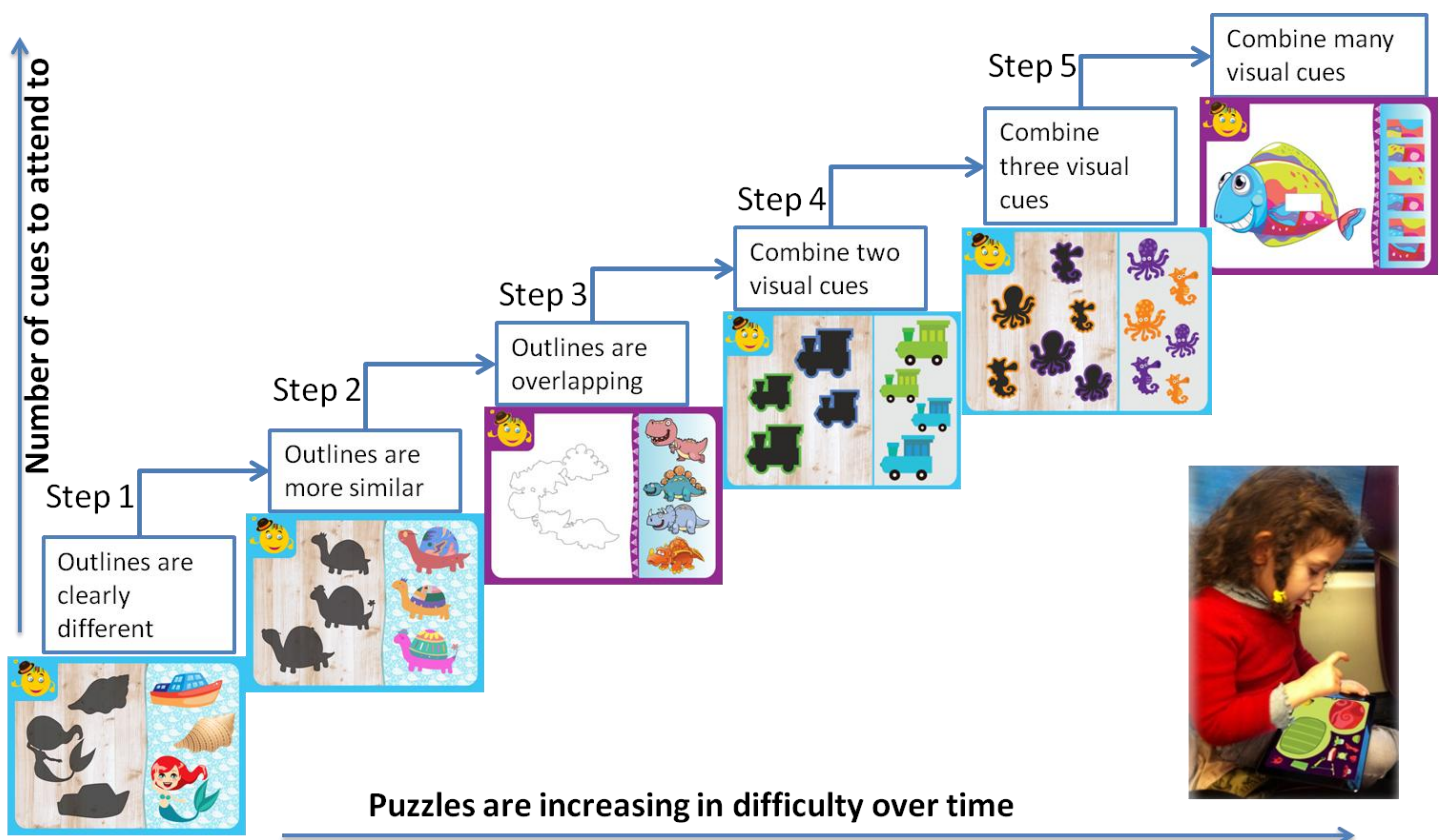 Number of cues to attend to
Step 1
Outlines are
clearly
different
Step 2
Outlines are
more similar
Step 3
Outlines are
overlapping
Step 4
Combine two
visual cues
Step 5
Combine
three visual
cues
Combine many
visual cues
Puzzles are increasing in difficulty over time